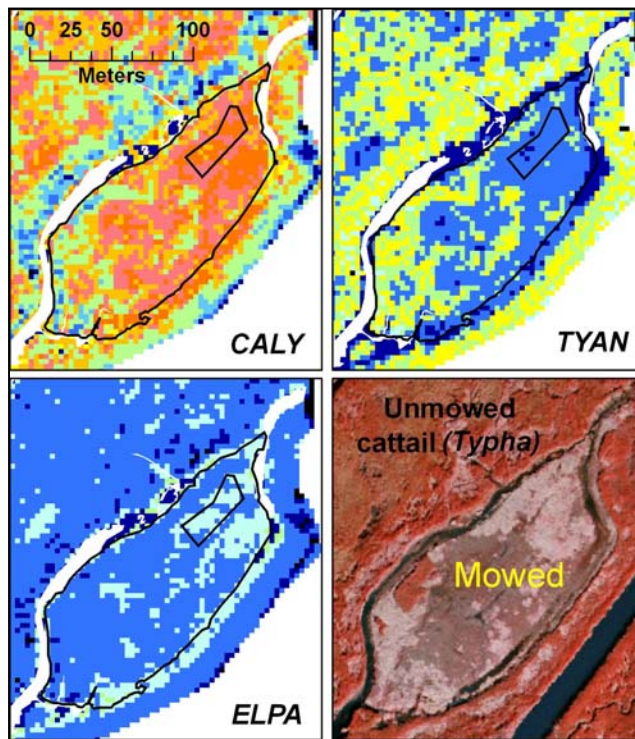 0 25 50 100
Meters
CALY
TYAN
ELPA
Unmowed
cattail (Typha)
Mowed